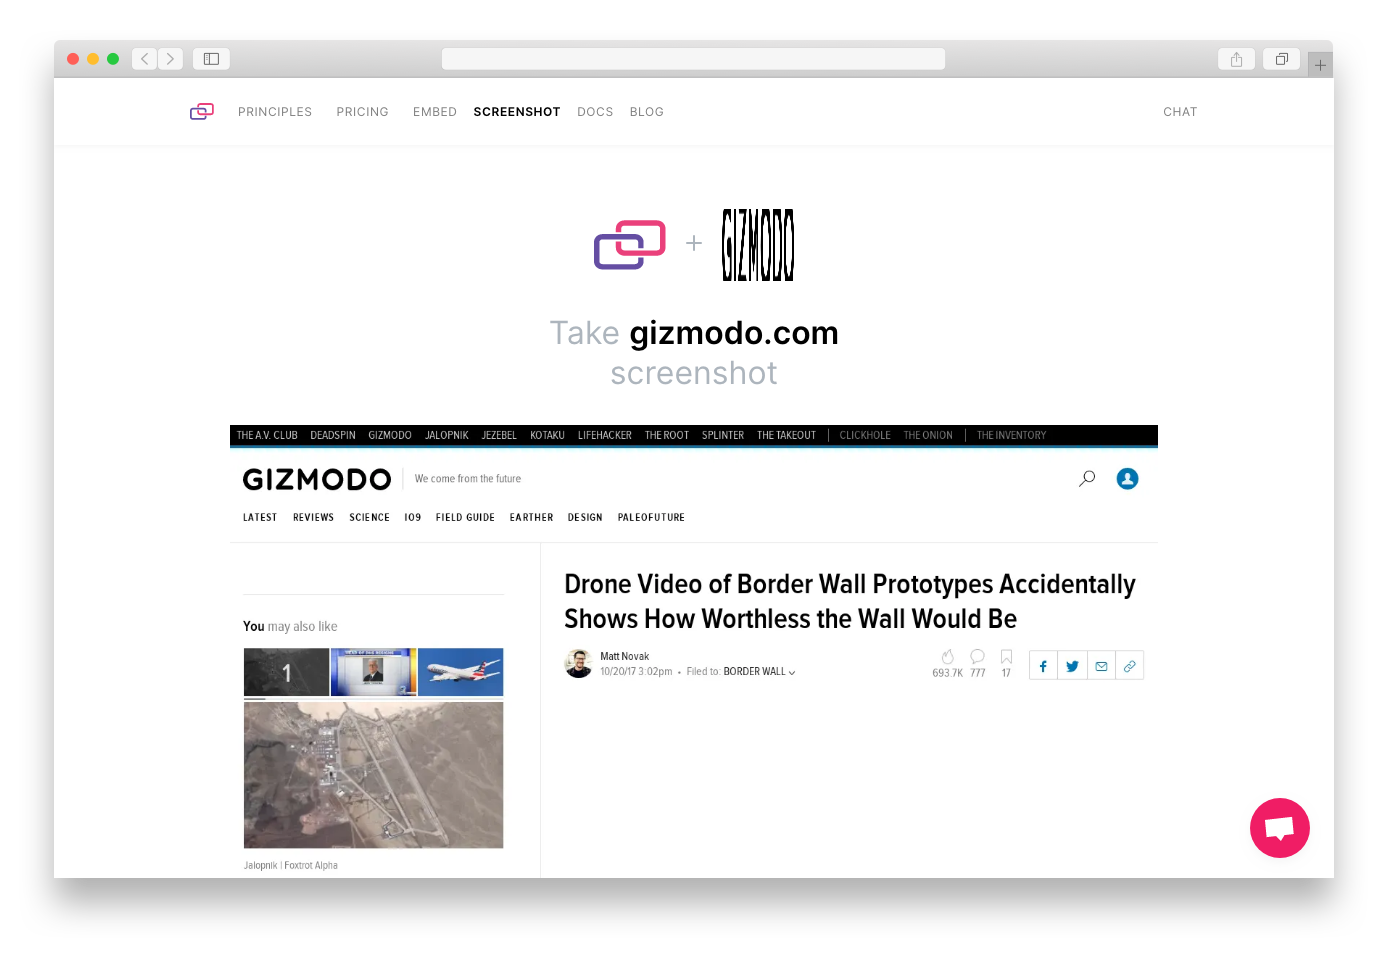 PRINCIPLES PRICING EMBED SCREENSHOT DOCS BLOG CHAT
+ GIZMODO
Take gizmodo.com
screenshot
THE A.V. CLUB DEADSPIN GIZMODO JALOPNIK JEZEBEL KOTAKU LIFEHACKER THE ROOT SPLINTER THE TAKEOUT | CLICKHOLE THE ONION | THE INVENTORY
GIZMODO We come from the future
LATEST REVIEWS SCIENCE IO9 FIELD GUIDE EARTHER DESIGN PALEOFUTURE
Drone Video of Border Wall Prototypes Accidentally
Shows How Worthless the Wall Would Be
Matt Novak
10/20/17 3:02pm • Filed to: BORDER WALL
693.7K 777 17
You may also like
1
Jalopnik | Foxtrot Alpha